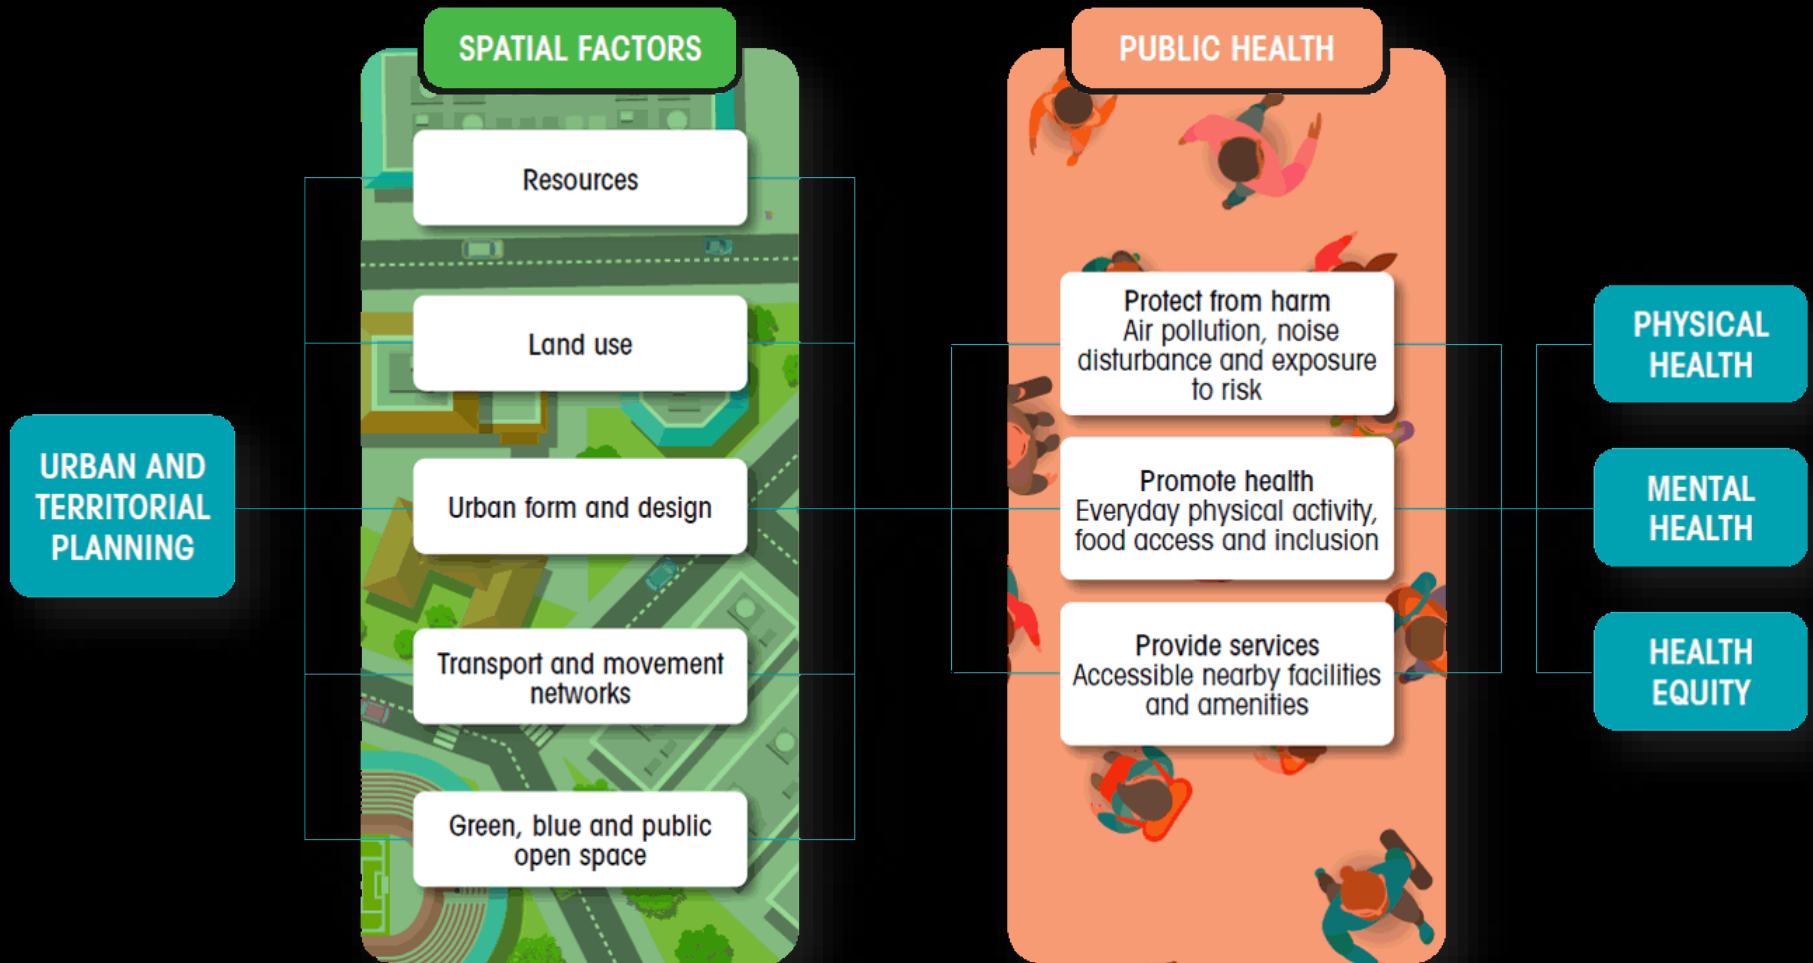 SPATIAL FACTORS
PUBLIC HEALTH
URBAN AND
TERRITORIAL
PLANNING
Resources
Land use
Urban form and design
Transport and movement
networks
Green, blue and public
open space
Protect from harm
Air pollution, noise
disturbance and exposure
to risk
Promote health
Everyday physical activity,
food access and inclusion
Provide services
Accessible nearby facilities
and amenities
PHYSICAL
HEALTH
MENTAL
HEALTH
HEALTH
EQUITY